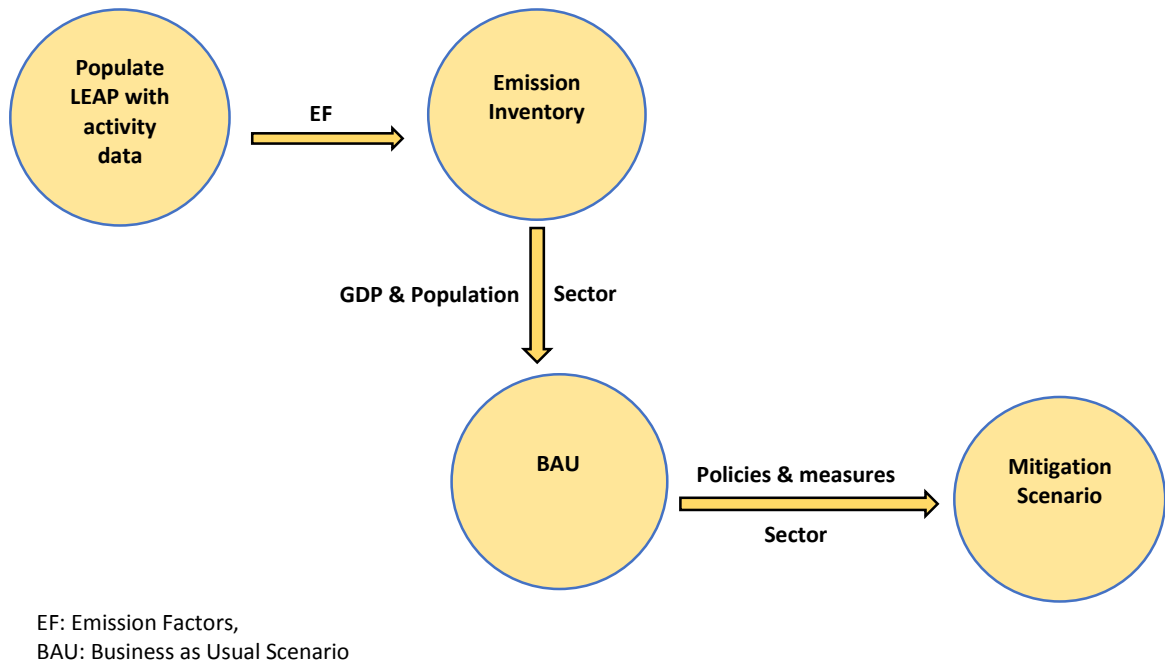 Populate
LEAP with
activity
data
EF
Emission
Inventory
GDP & Population
Sector
BAU
Policies & measures
Sector
Mitigation
Scenario
EF: Emission Factors,
BAU: Business as Usual Scenario